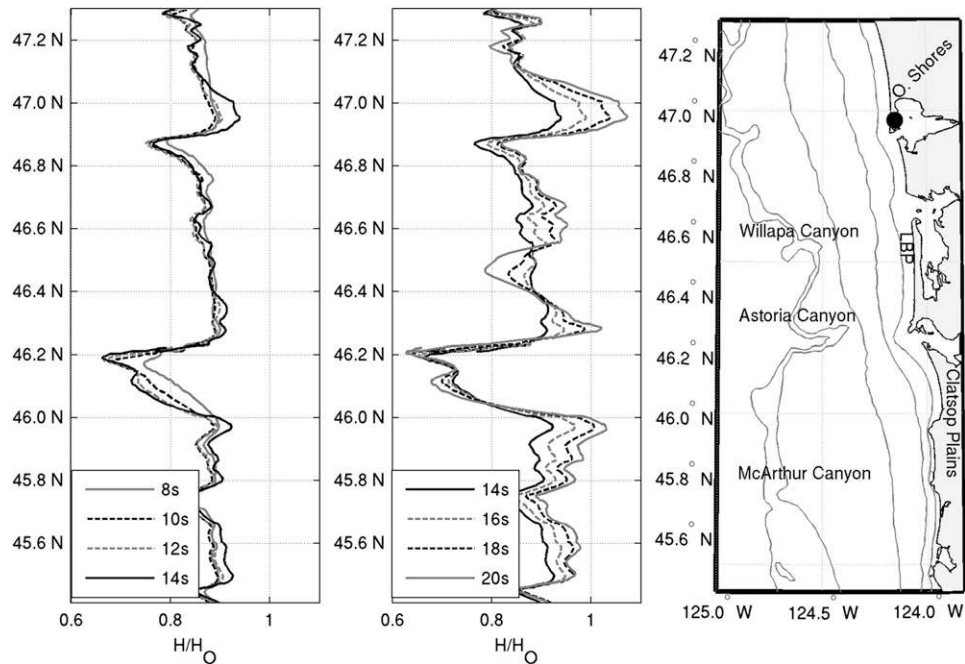 47.2 N
47.0 N
46.8 N
46.6 N
46.4 N
46.2 N
46.0 N
45.8 N
45.6 N
8s
10s
12s
14s
0.6
0.8
1
H/HO
47.2 N
47.0 N
46.8 N
46.6 N
46.4 N
46.2 N
46.0 N
45.8 N
45.6 N
14s
16s
18s
20s
0.6
0.8
1
H/HO
47.2 ° N
47.0 ° N
46.8 ° N
46.6 ° N
46.4 ° N
46.2 ° N
46.0 ° N
45.8 ° N
45.6 ° N
O. Shores
Willapa Canyon
LBP
Astoria Canyon
Clatsop Plains
McArthur Canyon
125.0 ° W
124.5 ° W
124.0 ° W